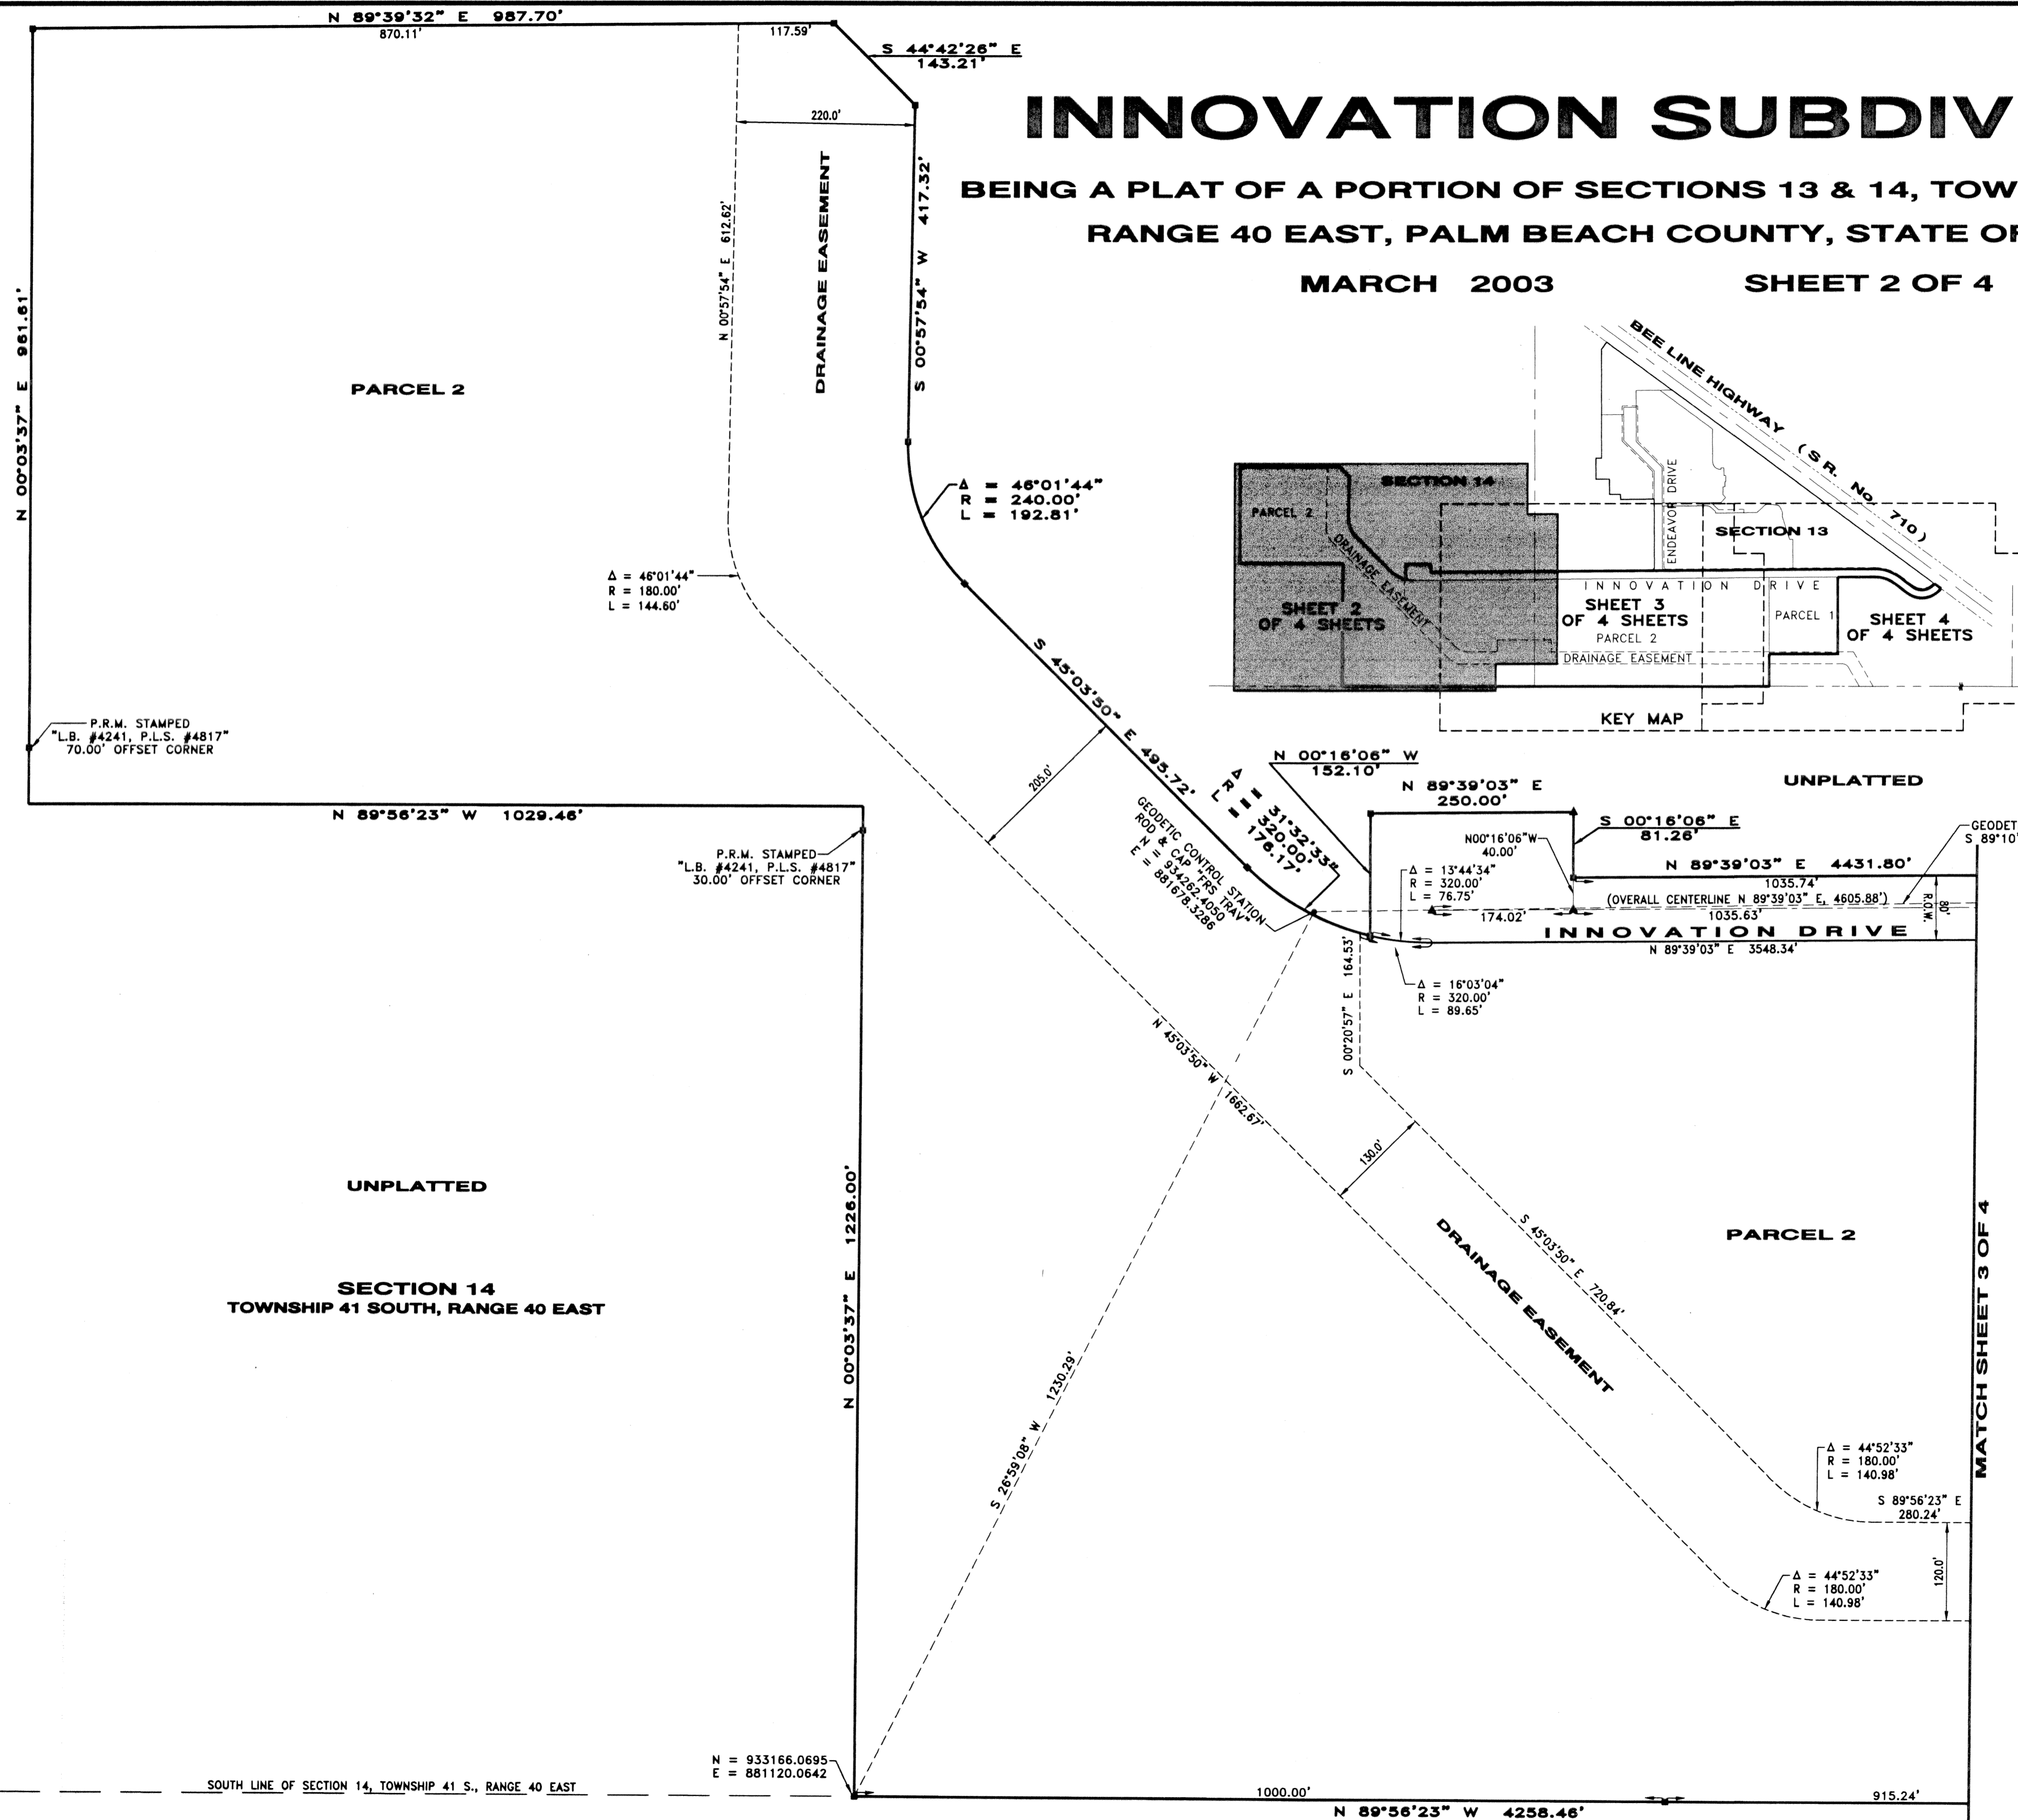 N 89°39'32" E 987.70'
870.11'
117.59'
S 44°42'26" E
143.21'
INNOVATION SUBDIV
BEING A PLAT OF A PORTION OF SECTIONS 13 & 14, TOW
RANGE 40 EAST, PALM BEACH COUNTY, STATE OF
MARCH 2003
SHEET 2 OF 4
220.0'
DRAINAGE EASEMENT
N 00°57'54" E 612.62'
S 00°57'54" W 417.32'
N 00°03'37" E 961.61'
PARCEL 2
Δ = 46°01'44"
R = 240.00'
L = 192.81'
Δ = 46°01'44"
R = 180.00'
L = 144.60'
BEE LINE HIGHWAY (S.R. No. 710)
ENDEAVOR DRIVE
SECTION 14
PARCEL 2
DRAINAGE EASEMENT
SECTION 13
INNOVATION DRIVE
SHEET 2
OF 4 SHEETS
SHEET 3
OF 4 SHEETS
PARCEL 2
PARCEL 1
SHEET 4
OF 4 SHEETS
DRAINAGE EASEMENT
KEY MAP
P.R.M. STAMPED
"L.B. #4241, P.L.S. #4817"
70.00' OFFSET CORNER
S 45°03'50" E 495.72'
205.0'
N 89°56'23" W 1029.46'
P.R.M. STAMPED
"L.B. #4241, P.L.S. #4817"
30.00' OFFSET CORNER
GEODETIC CONTROL STATION
ROD & CAP "FRS TRAV"
N = 934262.4050
E = 881678.3286
Δ = 31°32'33"
R = 320.00'
L = 176.17'
N 00°16'06" W
152.10'
N 89°39'03" E
250.00'
UNPLATTED
S 00°16'06" E
81.26'
N00°16'06"W
40.00'
GEODET
S 89°10'
N 89°39'03" E 4431.80'
1035.74'
(OVERALL CENTERLINE N 89°39'03" E, 4605.88')
174.02'
1035.63'
80'
R.O.W.
INNOVATION DRIVE
N 89°39'03" E 3548.34'
Δ = 13°44'34"
R = 320.00'
L = 76.75'
Δ = 16°03'04"
R = 320.00'
L = 89.65'
S 00°20'57" E 164.53'
N 45°03'50" W 1662.67'
130.0'
S 45°03'50" E 720.84'
DRAINAGE EASEMENT
PARCEL 2
MATCH SHEET 3 OF 4
UNPLATTED
SECTION 14
TOWNSHIP 41 SOUTH, RANGE 40 EAST
N 00°03'37" E 1226.00'
S 26°59'08" W 1230.29'
Δ = 44°52'33"
R = 180.00'
L = 140.98'
S 89°56'23" E
280.24'
120.0'
Δ = 44°52'33"
R = 180.00'
L = 140.98'
N = 933166.0695
E = 881120.0642
SOUTH LINE OF SECTION 14, TOWNSHIP 41 S., RANGE 40 EAST
1000.00'
915.24'
N 89°56'23" W 4258.46'